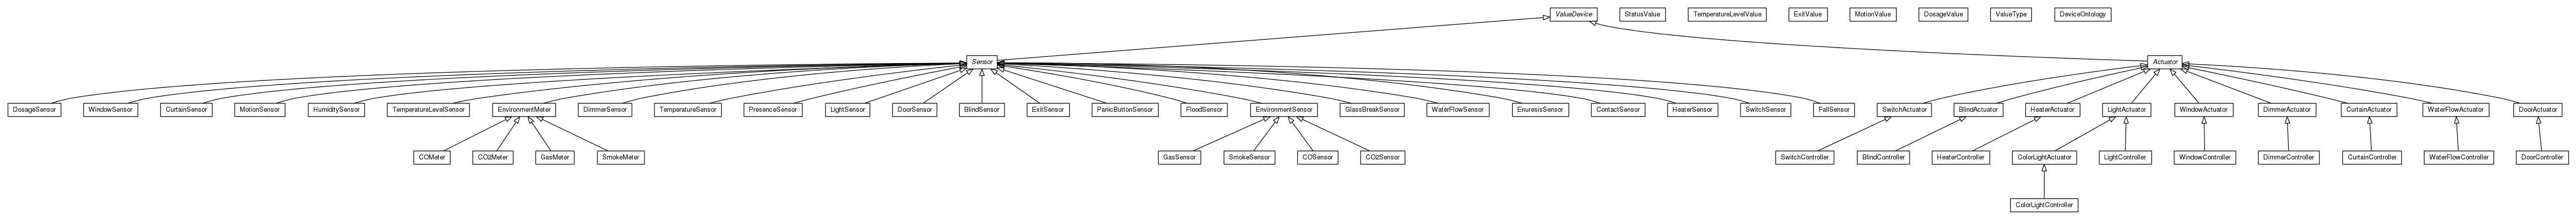 ValueDevice
StatusValue
TemperatureLevelValue
ExitValue
MotionValue
DosageValue
ValueType
DeviceOntology
Sensor
Actuator
DosageSensor
WindowSensor
CurtainSensor
MotionSensor
HumiditySensor
TemperatureLevelSensor
EnvironmentMeter
DimmerSensor
TemperatureSensor
PresenceSensor
LightSensor
DoorSensor
BlindSensor
ExitSensor
PanicButtonSensor
FloodSensor
EnvironmentSensor
GlassBreakSensor
WaterFlowSensor
EnuresisSensor
ContactSensor
HeaterSensor
SwitchSensor
FallSensor
SwitchActuator
BlindActuator
HeaterActuator
LightActuator
WindowActuator
DimmerActuator
CurtainActuator
WaterFlowActuator
DoorActuator
COMeter
CO2Meter
GasMeter
SmokeMeter
GasSensor
SmokeSensor
COSensor
CO2Sensor
SwitchController
BlindController
HeaterController
ColorLightActuator
LightController
WindowController
DimmerController
CurtainController
WaterFlowController
DoorController
ColorLightController